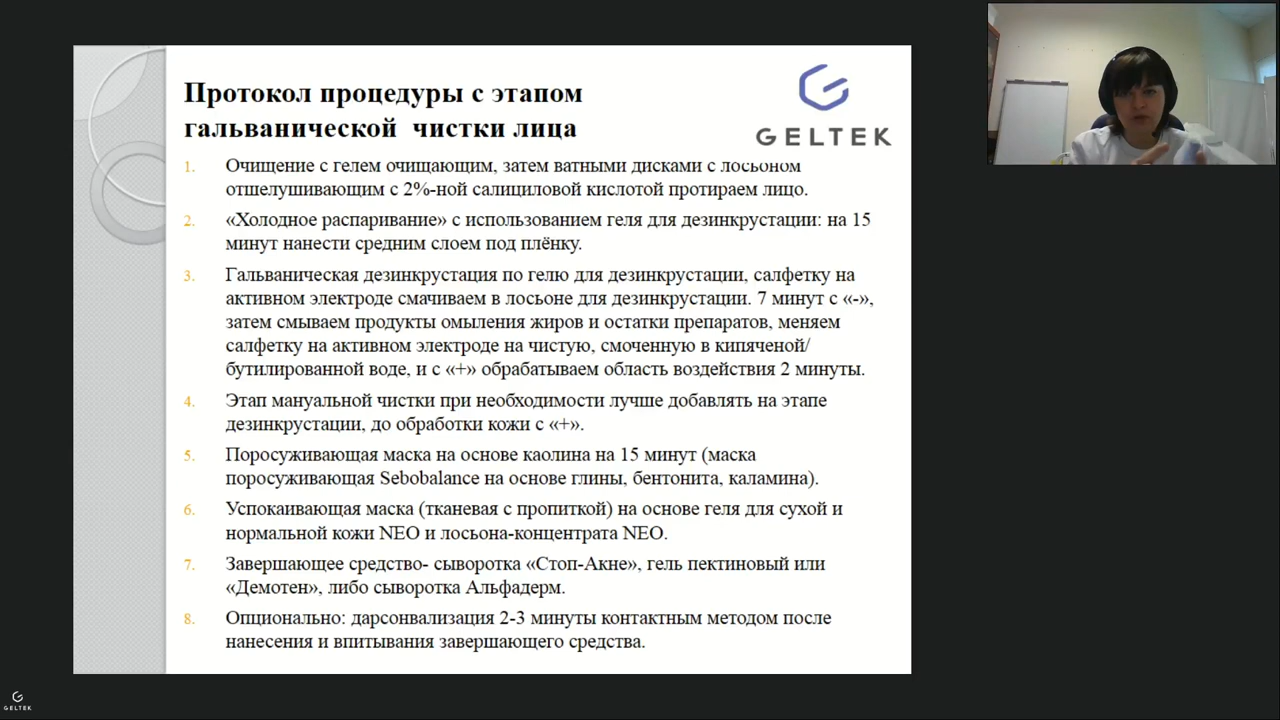 Протокол процедуры с этапом
гальванической чистки лица
GELTEK
1. Очищение с гелем очищающим, затем ватными дисками с лосьоном
отшелушивающим с 2%-ной салициловой кислотой протираем лицо.
2. «Холодное распаривание» с использованием геля для дезинкрустации: на 15
минут нанести средним слоем под плёнку.
3. Гальваническая дезинкрустация по гелю для дезинкрустации, салфетку на
активном электроде смачиваем в лосьоне для дезинкрустации. 7 минут с «-»,
затем смываем продукты омыления жиров и остатки препаратов, меняем
салфетку на активном электроде на чистую, смоченную в кипяченой/
бутилированной воде, и с «+» обрабатываем область воздействия 2 минуты.
4. Этап мануальной чистки при необходимости лучше добавлять на этапе
дезинкрустации, до обработки кожи с «+».
5. Поросуживающая маска на основе каолина на 15 минут (маска
поросуживающая Sebobalance на основе глины, бентонита, каламина).
6. Успокаивающая маска (тканевая с пропиткой) на основе геля для сухой и
нормальной кожи NEO и лосьона-концентрата NEO.
7. Завершающее средство- сыворотка «Стоп-Акне», гель пектиновый или
«Демотен», либо сыворотка Альфадерм.
8. Опционально: дарсонвализация 2-3 минуты контактным методом после
нанесения и впитывания завершающего средства.
GELTEK